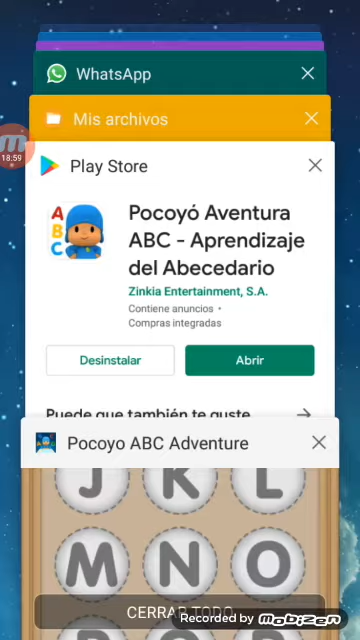 WhatsApp
Mis archivos
18:59
Play Store
A
B
C
Pocoyó Aventura
ABC - Aprendizaje
del Abecedario
Zinkia Entertainment, S.A.
Contiene anuncios •
Compras integradas
Desinstalar
Abrir
Puede que también te guste
Pocoyo ABC Adventure
J K L
M N O
CERRAR TODO
Recorded by mobizen